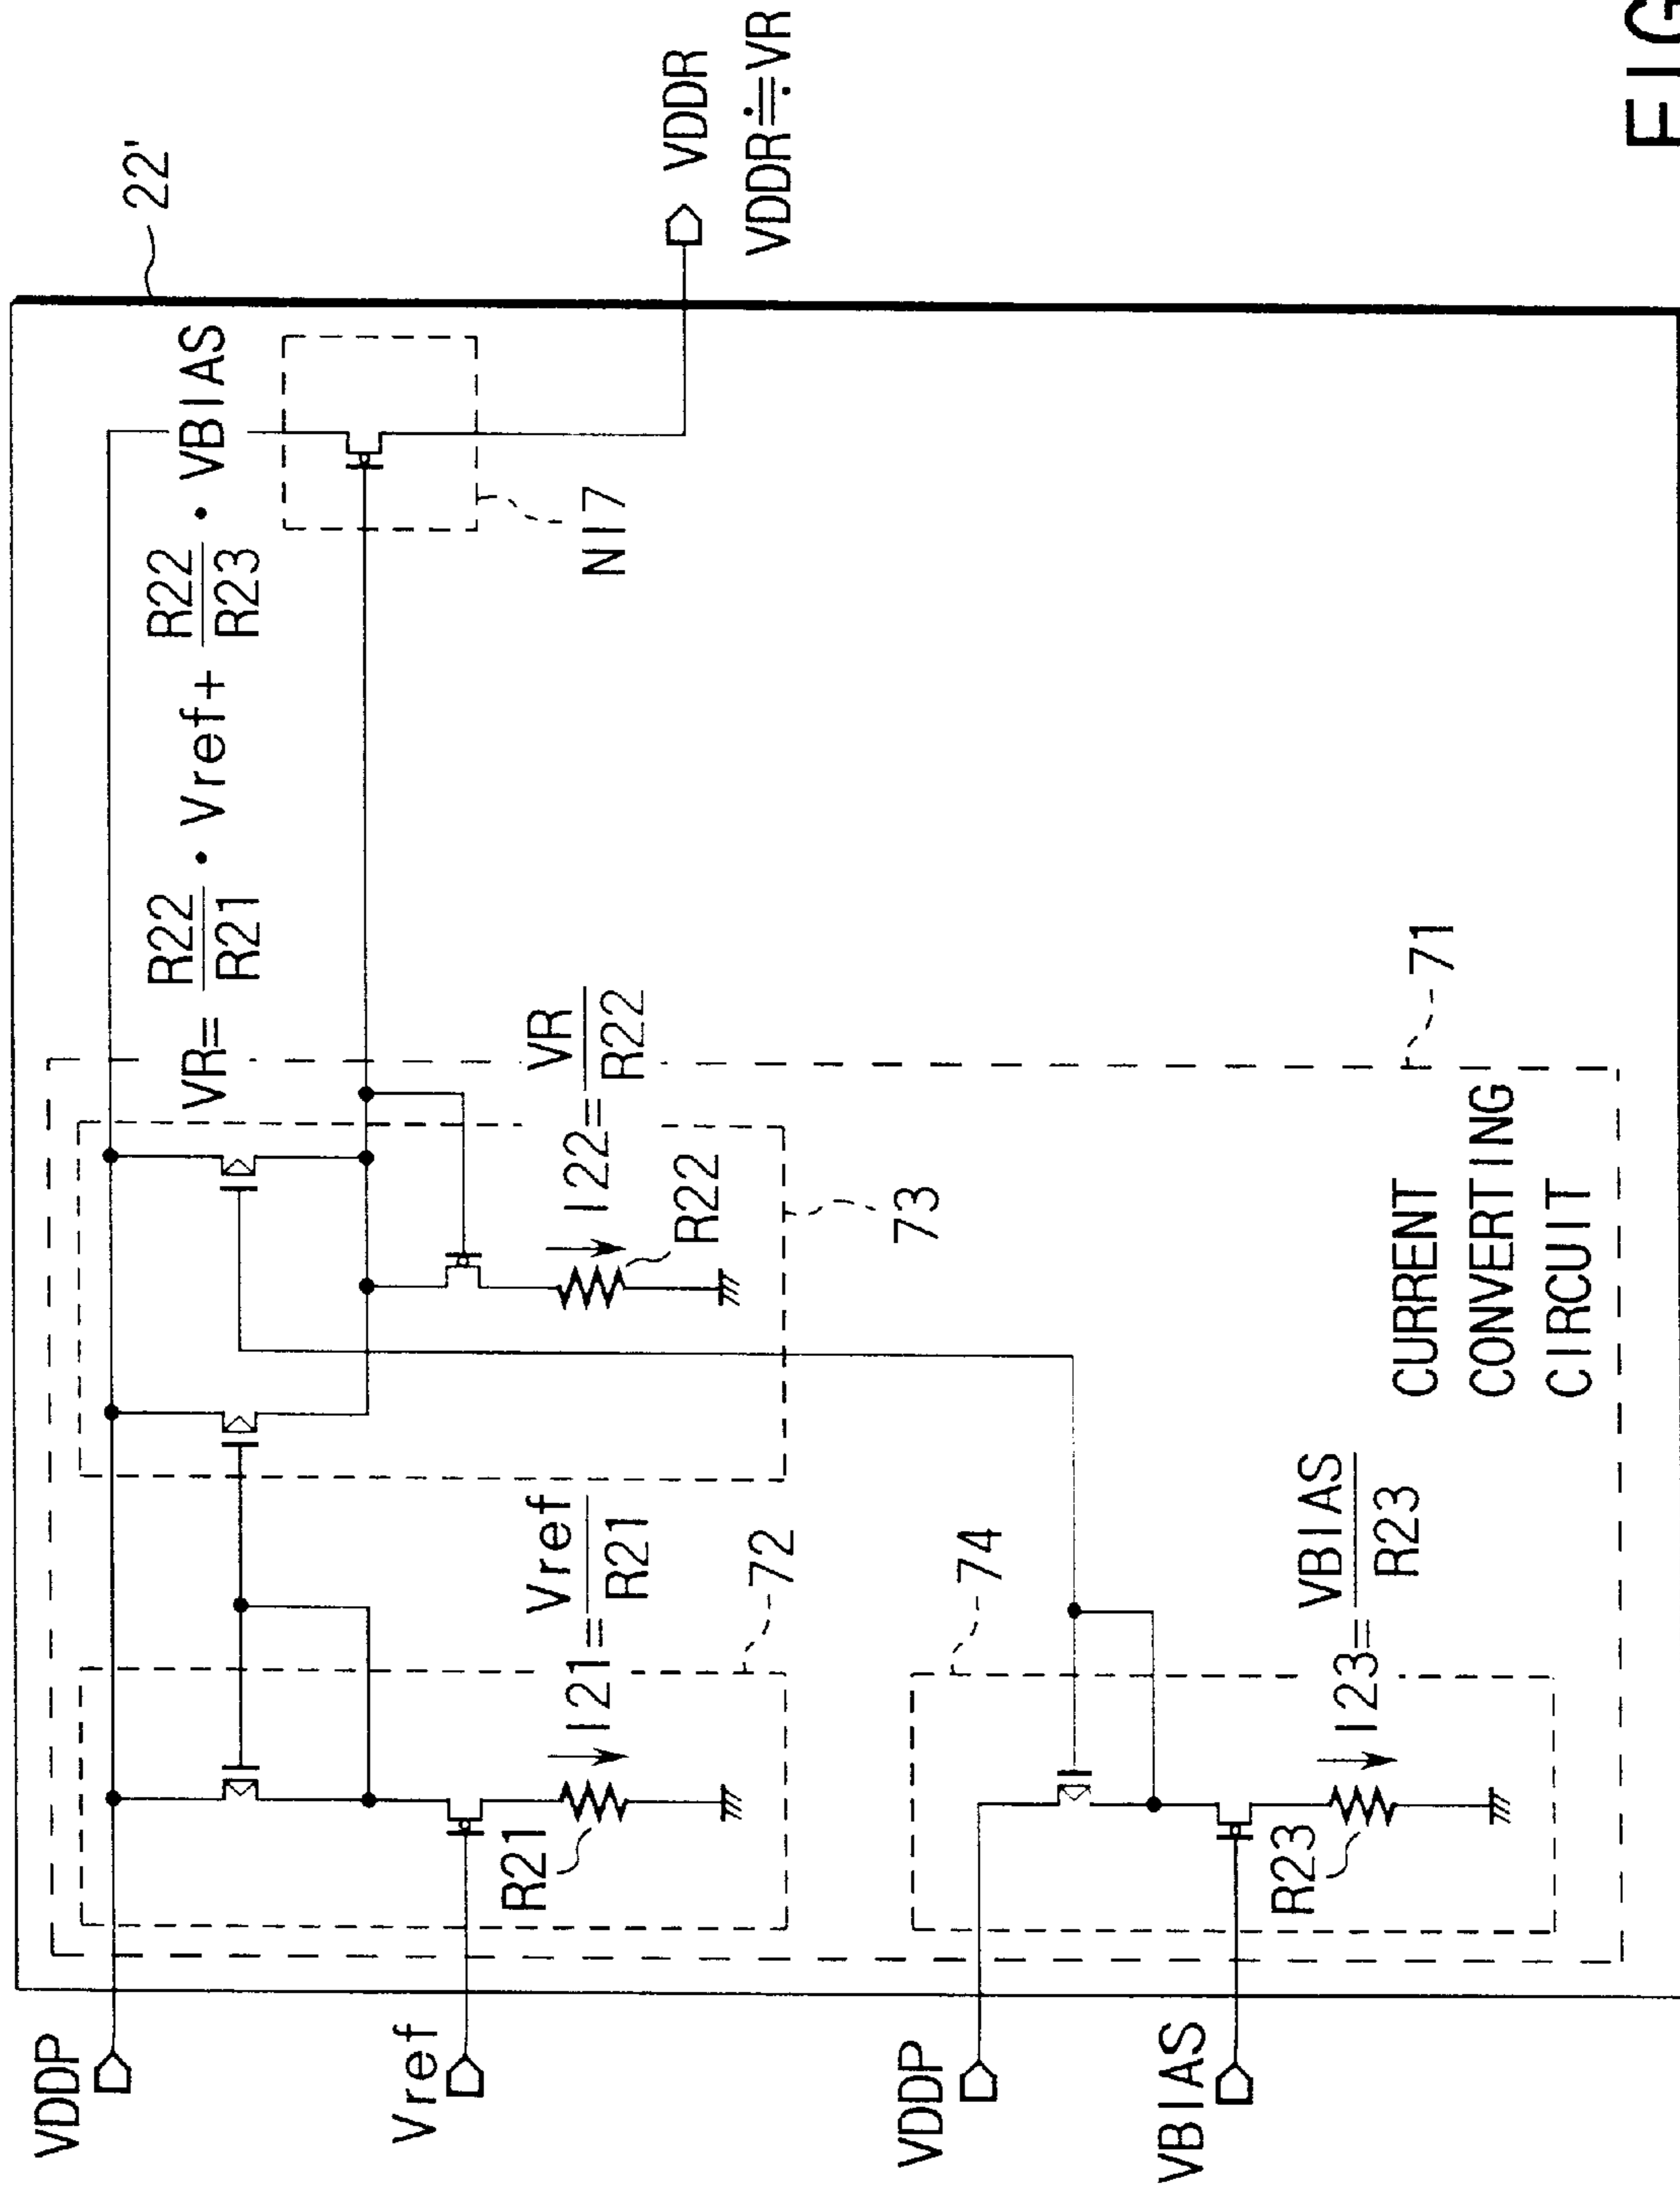 VDDP
Vref
VDDP
VBIAS
22'
VR= R22/R21 · Vref+ R22/R23 · VBIAS
R21
I21= Vref/R21
72
I22= VR/R22
R22
73
R23
I23= VBIAS/R23
74
CURRENT
CONVERTING
CIRCUIT
71
N17
VDDR
VDDR≒VR
FIG